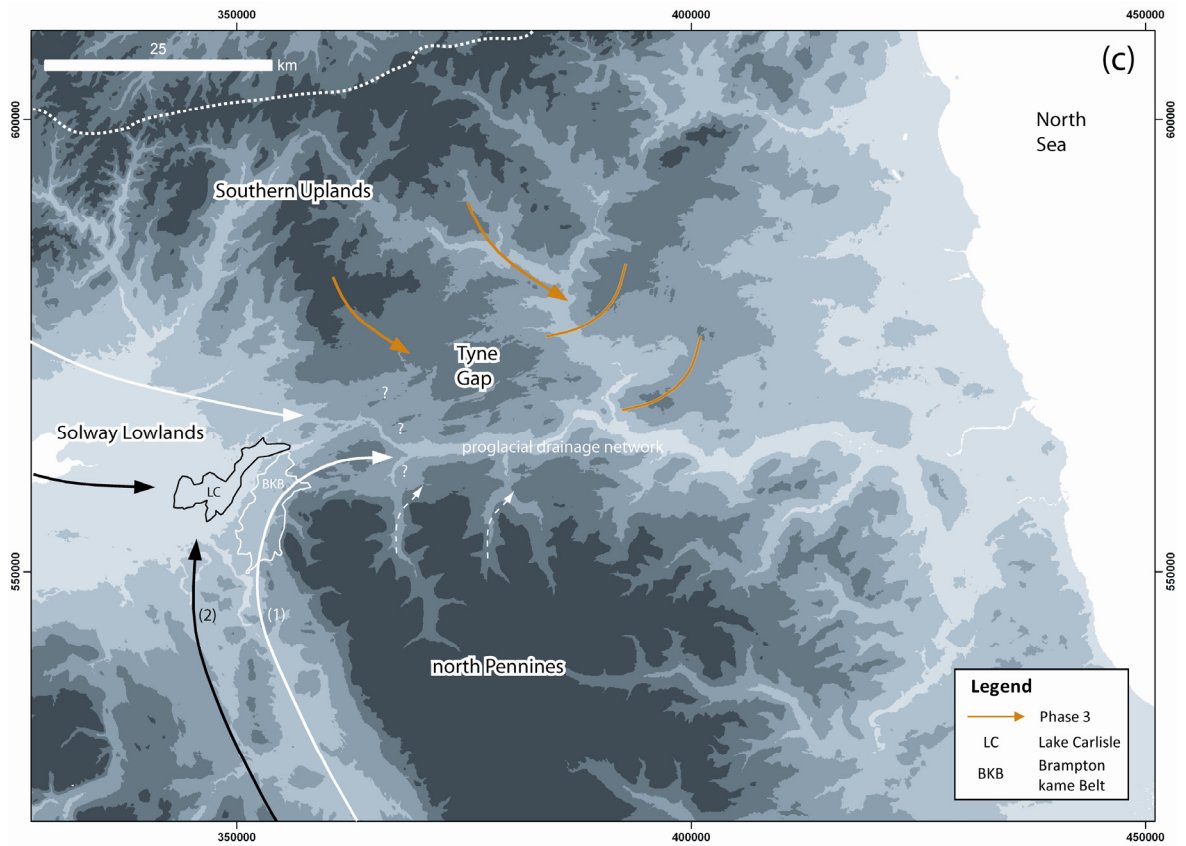 350000
400000
450000
25
km
(c)
600000
600000
North
Sea
Southern Uplands
Tyne
Gap
?
?
Solway Lowlands
proglacial drainage network
?
LC
BKB
550000
550000
(2)
(1)
north Pennines
Legend
Phase 3
LC Lake Carlisle
BKB Brampton
kame Belt
350000
400000
450000